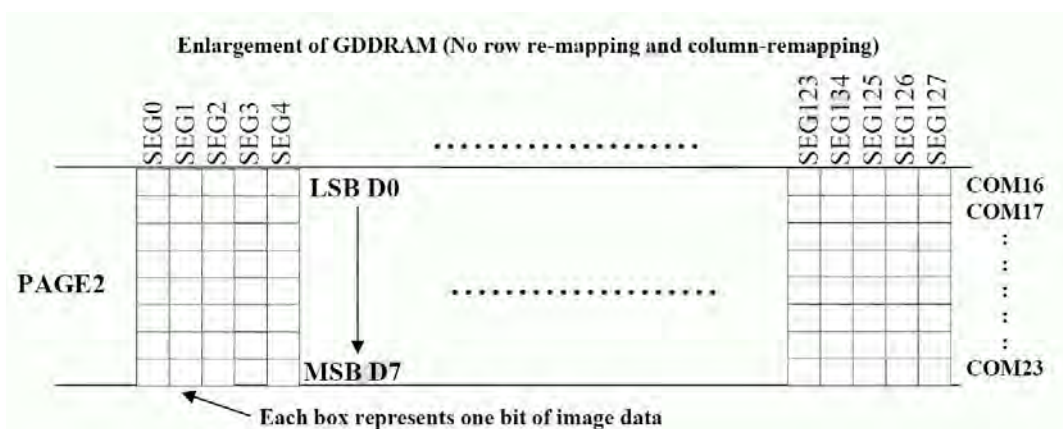 Enlargement of GDDRAM (No row re-mapping and column-remapping)
SEG0
SEG1
SEG2
SEG3
SEG4
SEG123
SEG134
SEG125
SEG126
SEG127
LSB D0
COM16
COM17
PAGE2
MSB D7
COM23
Each box represents one bit of image data